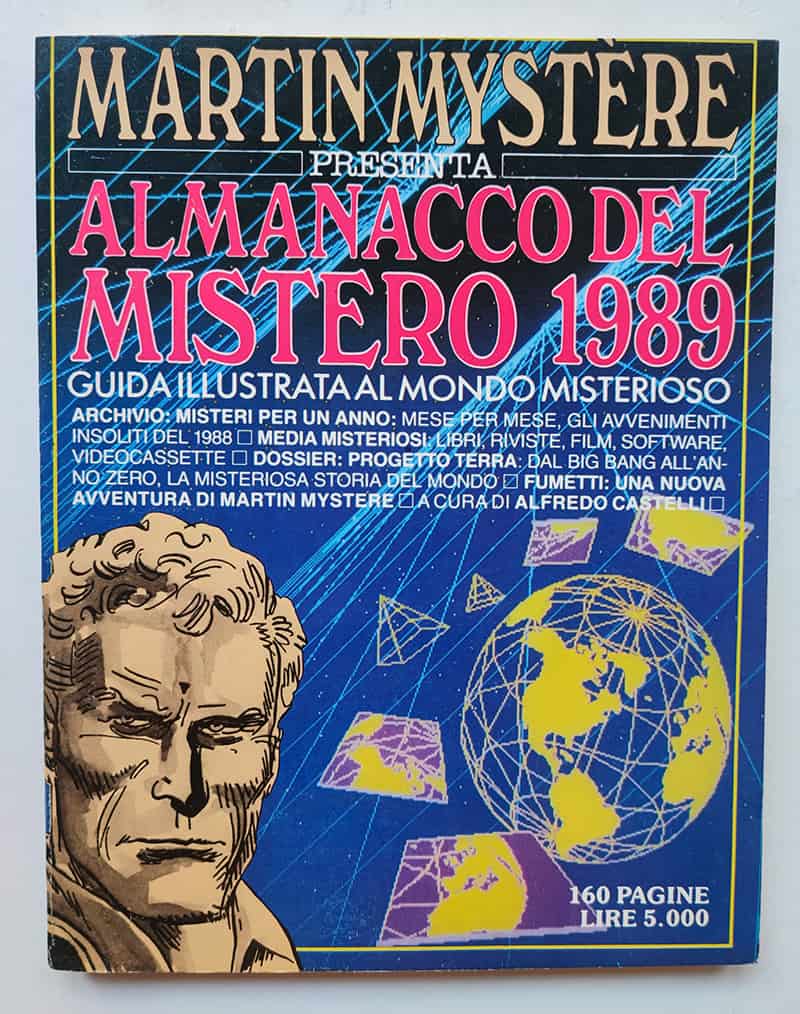 MARTIN MYSTÈRE
PRESENTA
ALMANACCO DEL
MISTERO 1989
GUIDA ILLUSTRATA AL MONDO MISTERIOSO
ARCHIVIO: MISTERI PER UN ANNO: MESE PER MESE, GLI AVVENIMENTI
INSOLITI DEL 1988 □ MEDIA MISTERIOSI: LIBRI, RIVISTE, FILM, SOFTWARE,
VIDEOCASSETTE □ DOSSIER: PROGETTO TERRA: DAL BIG BANG ALL'AN-
NO ZERO, LA MISTERIOSA STORIA DEL MONDO □ FUMETTI: UNA NUOVA
AVVENTURA DI MARTIN MYSTERE □ A CURA DI ALFREDO CASTELLI □
160 PAGINE
LIRE 5.000